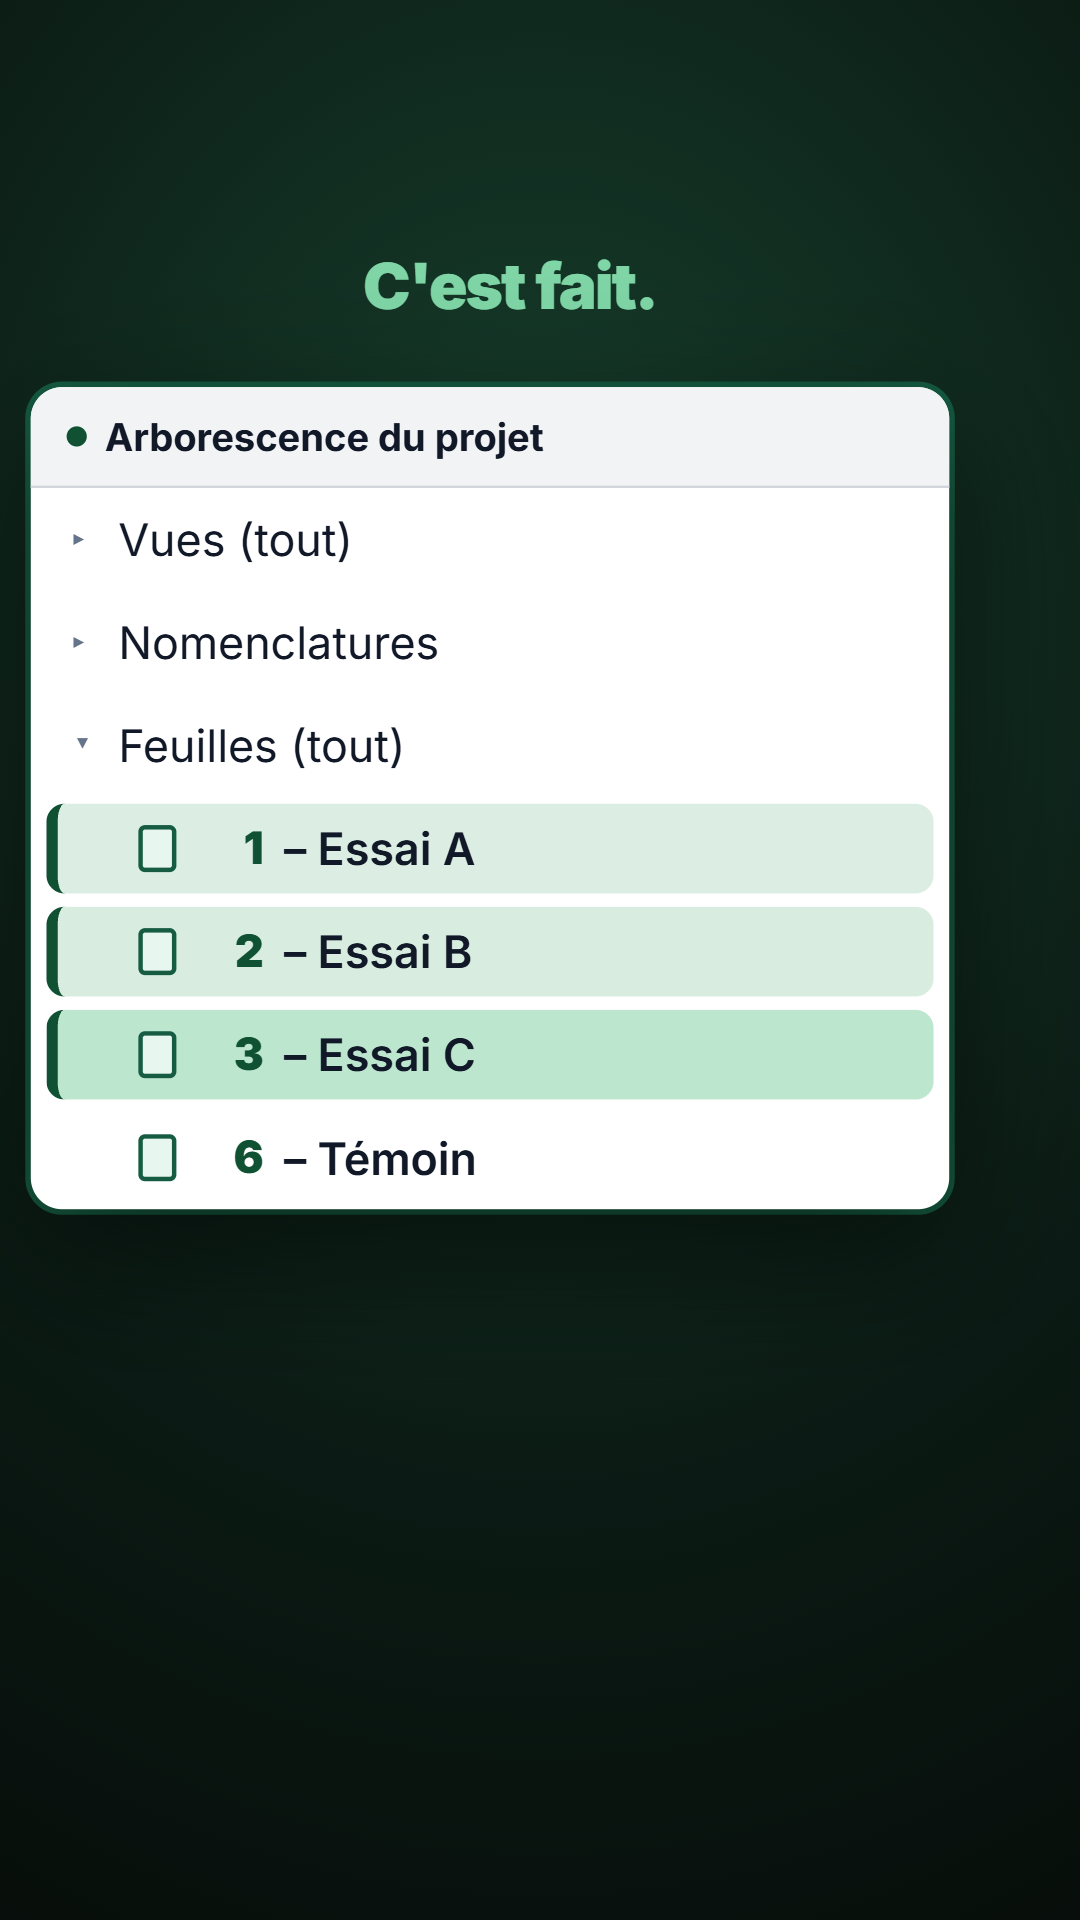 C'est fait.
Arborescence du projet
Vues (tout)
Nomenclatures
Feuilles (tout)
1 – Essai A
2 – Essai B
3 – Essai C
6 – Témoin